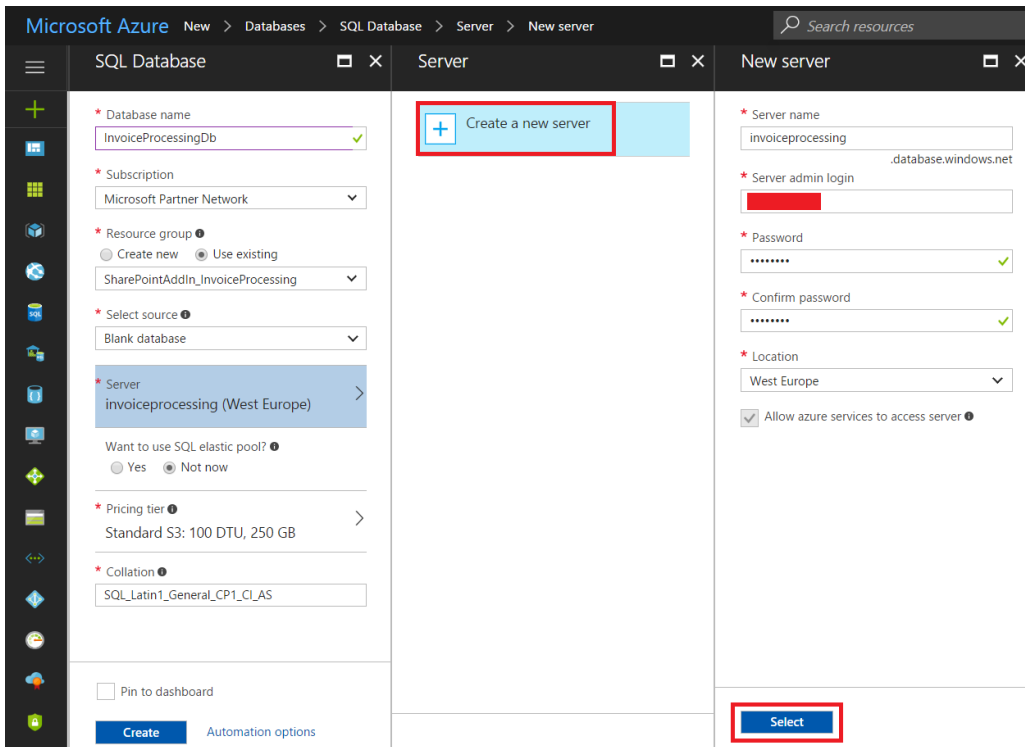 Microsoft Azure New > Databases > SQL Database > Server > New server
Search resources
SQL Database
* Database name
InvoiceProcessingDb
* Subscription
Microsoft Partner Network
* Resource group
Create new Use existing
SharePointAddIn_InvoiceProcessing
* Select source
Blank database
* Server
invoiceprocessing (West Europe)
Want to use SQL elastic pool?
Yes Not now
* Pricing tier
Standard S3: 100 DTU, 250 GB
* Collation
SQL_Latin1_General_CP1_CI_AS
Pin to dashboard
Create Automation options
Server
Create a new server
New server
* Server name
invoiceprocessing
.database.windows.net
* Server admin login
* Password
••••••••
* Confirm password
••••••••
* Location
West Europe
Allow azure services to access server
Select
SQL